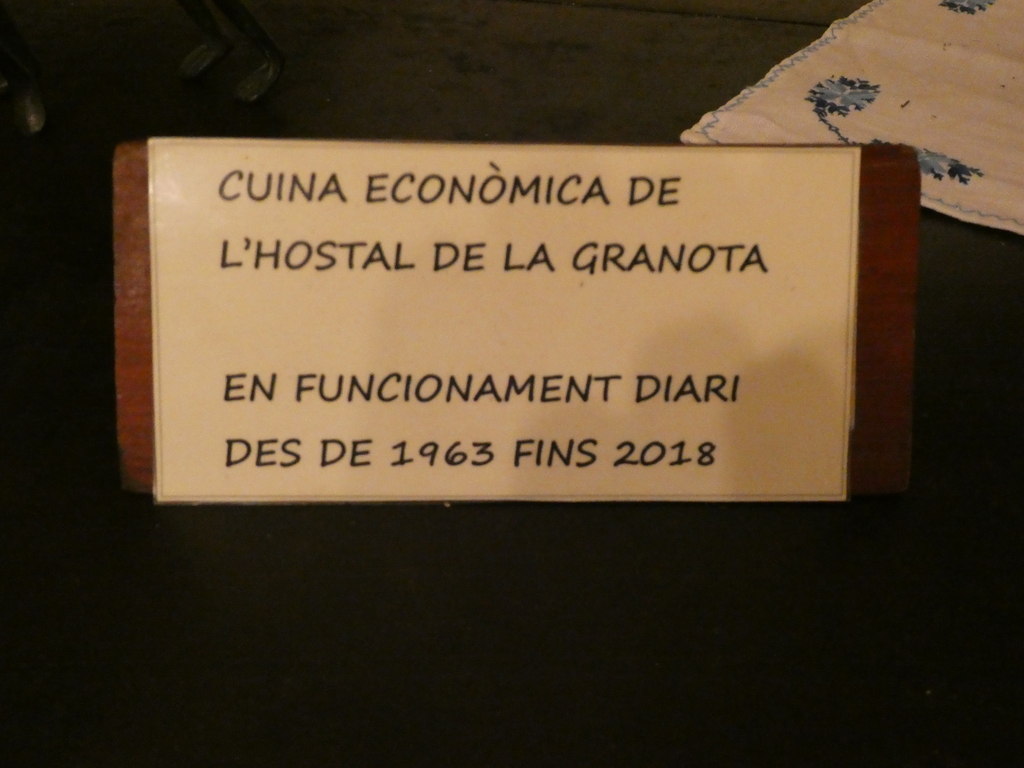 CUINA ECONÒMICA DE
L'HOSTAL DE LA GRANOTA
EN FUNCIONAMENT DIARI
DES DE 1963 FINS 2018